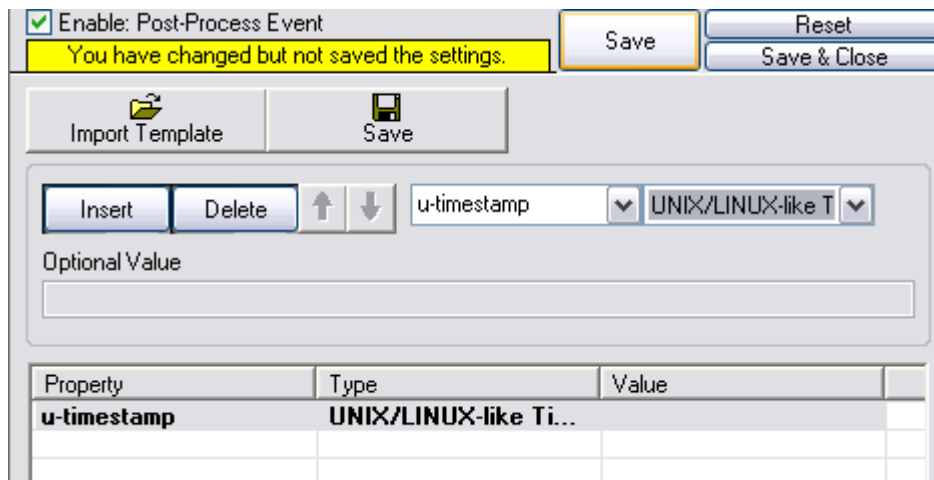 Enable: Post-Process Event
You have changed but not saved the settings.
Save
Reset
Save & Close
Import Template
Save
Insert
Delete
u-timestamp
UNIX/LINUX-like T
Optional Value
Property Type Value
u-timestamp UNIX/LINUX-like Ti...